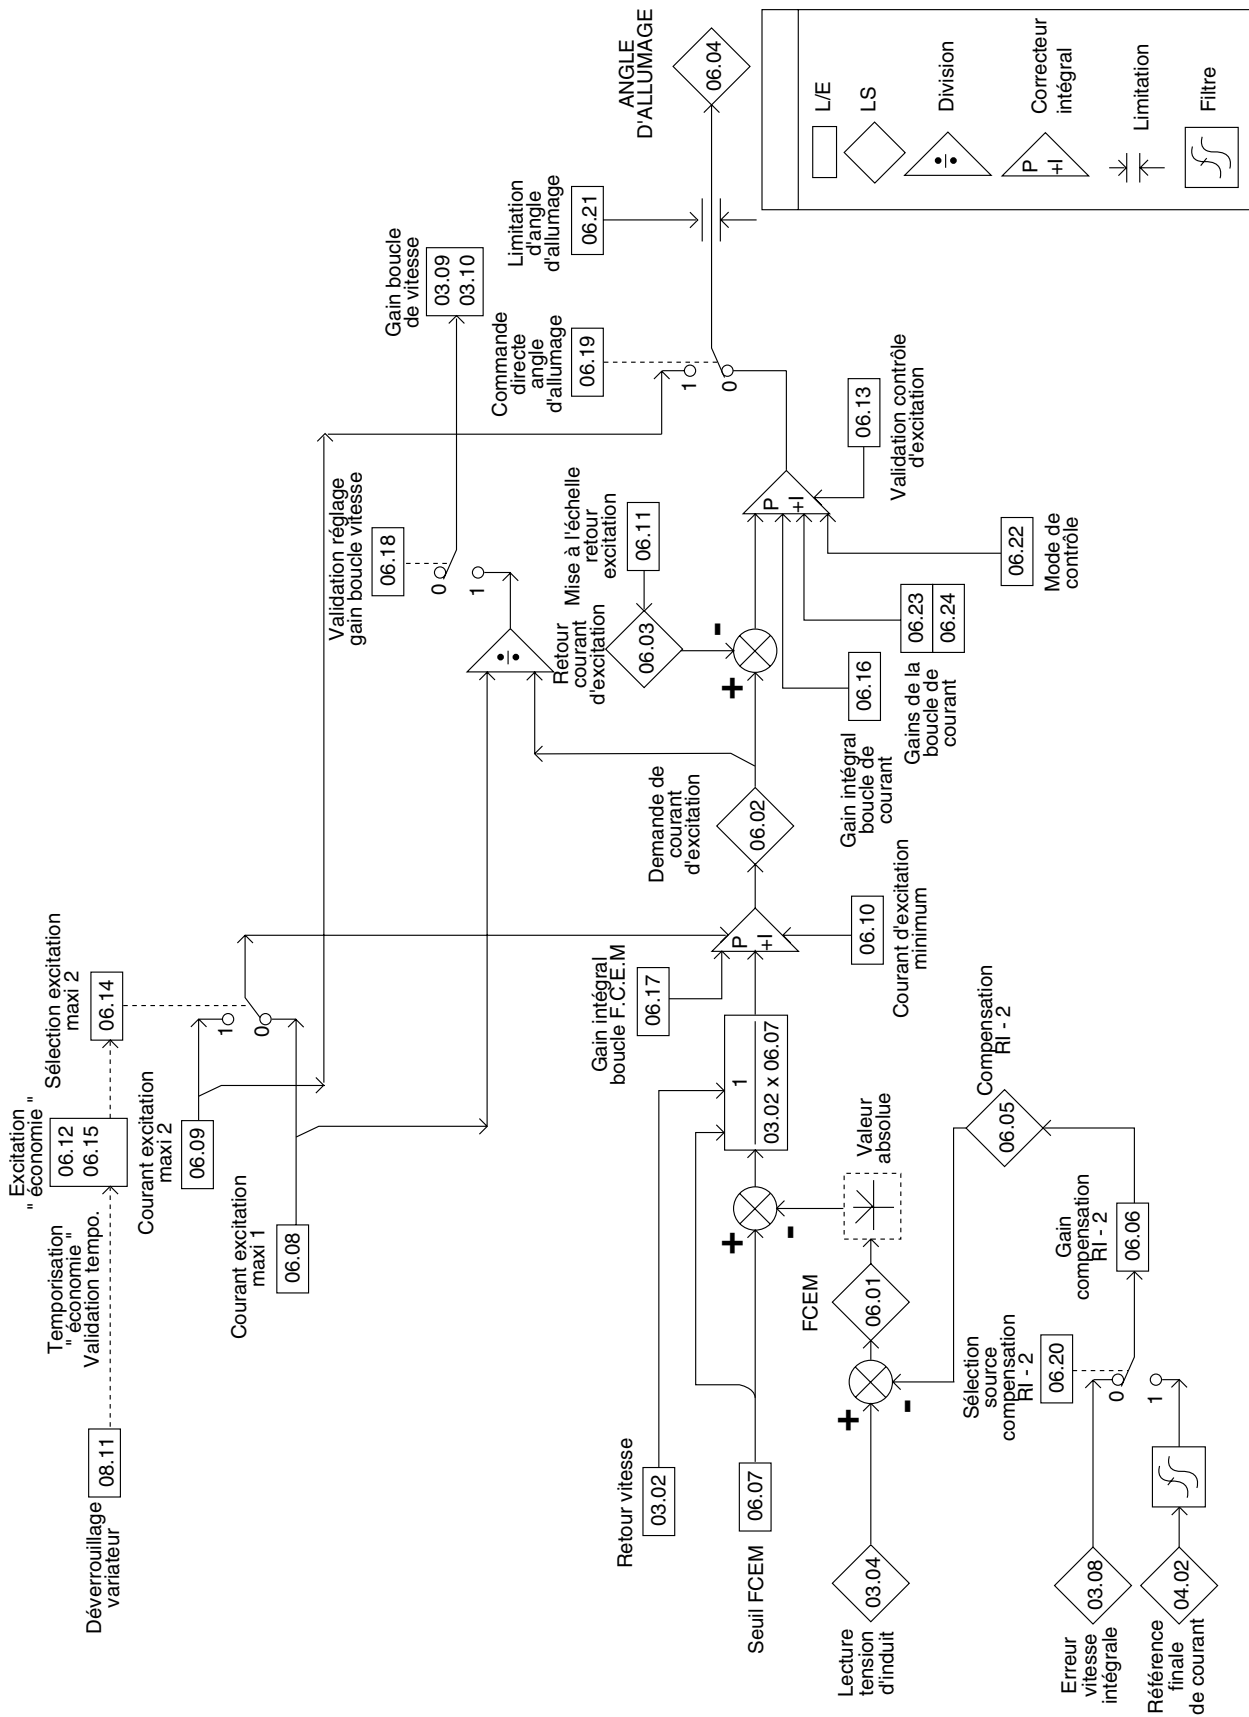 Déverrouillage
variateur
08.11
Temporisation
" économie"
Validation tempo.
Excitation
" économie "
06.12
06.15
Sélection excitation
maxi 2
06.14
Courant excitation
maxi 2
06.09
Courant excitation
maxi 1
06.08
1
0
Validation réglage
gain boucle vitesse
06.18
0
1
Gain boucle
de vitesse
03.09
03.10
Commande
directe
angle
d'allumage
06.19
1
0
Limitation
d'angle
d'allumage
06.21
ANGLE
D'ALLUMAGE
06.04
Retour vitesse
03.02
Seuil FCEM
06.07
+
-
1
03.02 x 06.07
Gain intégral
boucle F.C.E.M
06.17
P
+I
Courant d'excitation
minimum
06.10
Demande de
courant
d'excitation
06.02
Retour
courant
d'excitation
06.03
Mise à l'échelle
retour
excitation
06.11
+
-
Gain intégral
boucle de
courant
06.16
Gains de la
boucle de
courant
06.23
06.24
Mode de
contrôle
06.22
Validation contrôle
d'excitation
06.13
P
+I
Lecture
tension
d'induit
03.04
+
-
FCEM
06.01
Valeur
absolue
Erreur
vitesse
intégrale
03.08
Référence
finale
de courant
04.02
Sélection
source
compensation
RI - 2
06.20
0
1
Gain
compensation
RI - 2
06.06
Compensation
RI - 2
06.05
L/E
LS
Division
P
+I
Correcteur
intégral
Limitation
Filtre